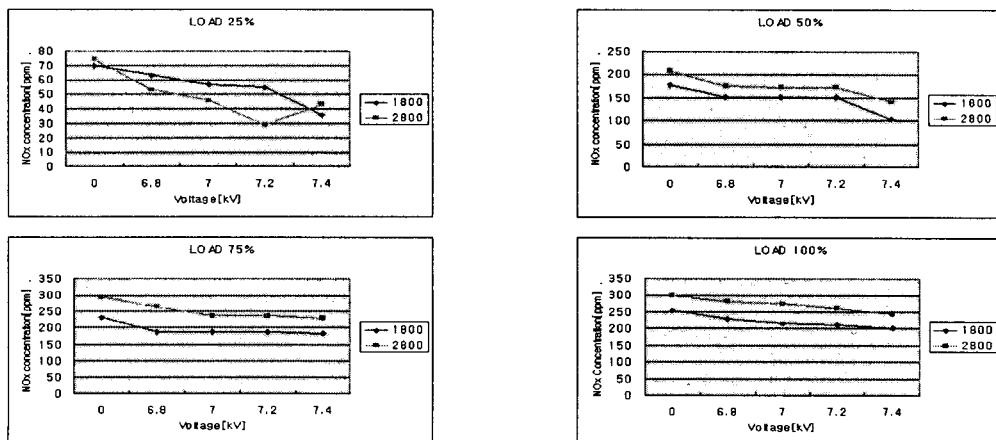 LOAD 25%
NOx concentration[ppm]
80
70
60
50
40
30
20
10
0
0 6.8 7 7.2 7.4
Voltage[kV]
1800
2800
LOAD 50%
NOx concentration[ppm]
250
200
150
100
50
0
0 6.8 7 7.2 7.4
Voltage[kV]
1800
2800
LOAD 75%
NOx concentration[ppm]
350
300
250
200
150
100
50
0
0 6.8 7 7.2 7.4
Voltage[kV]
1800
2800
LOAD 100%
NOx Concentration[ppm]
350
300
250
200
150
100
50
0
0 6.8 7 7.2 7.4
Voltage[kV]
1800
2800